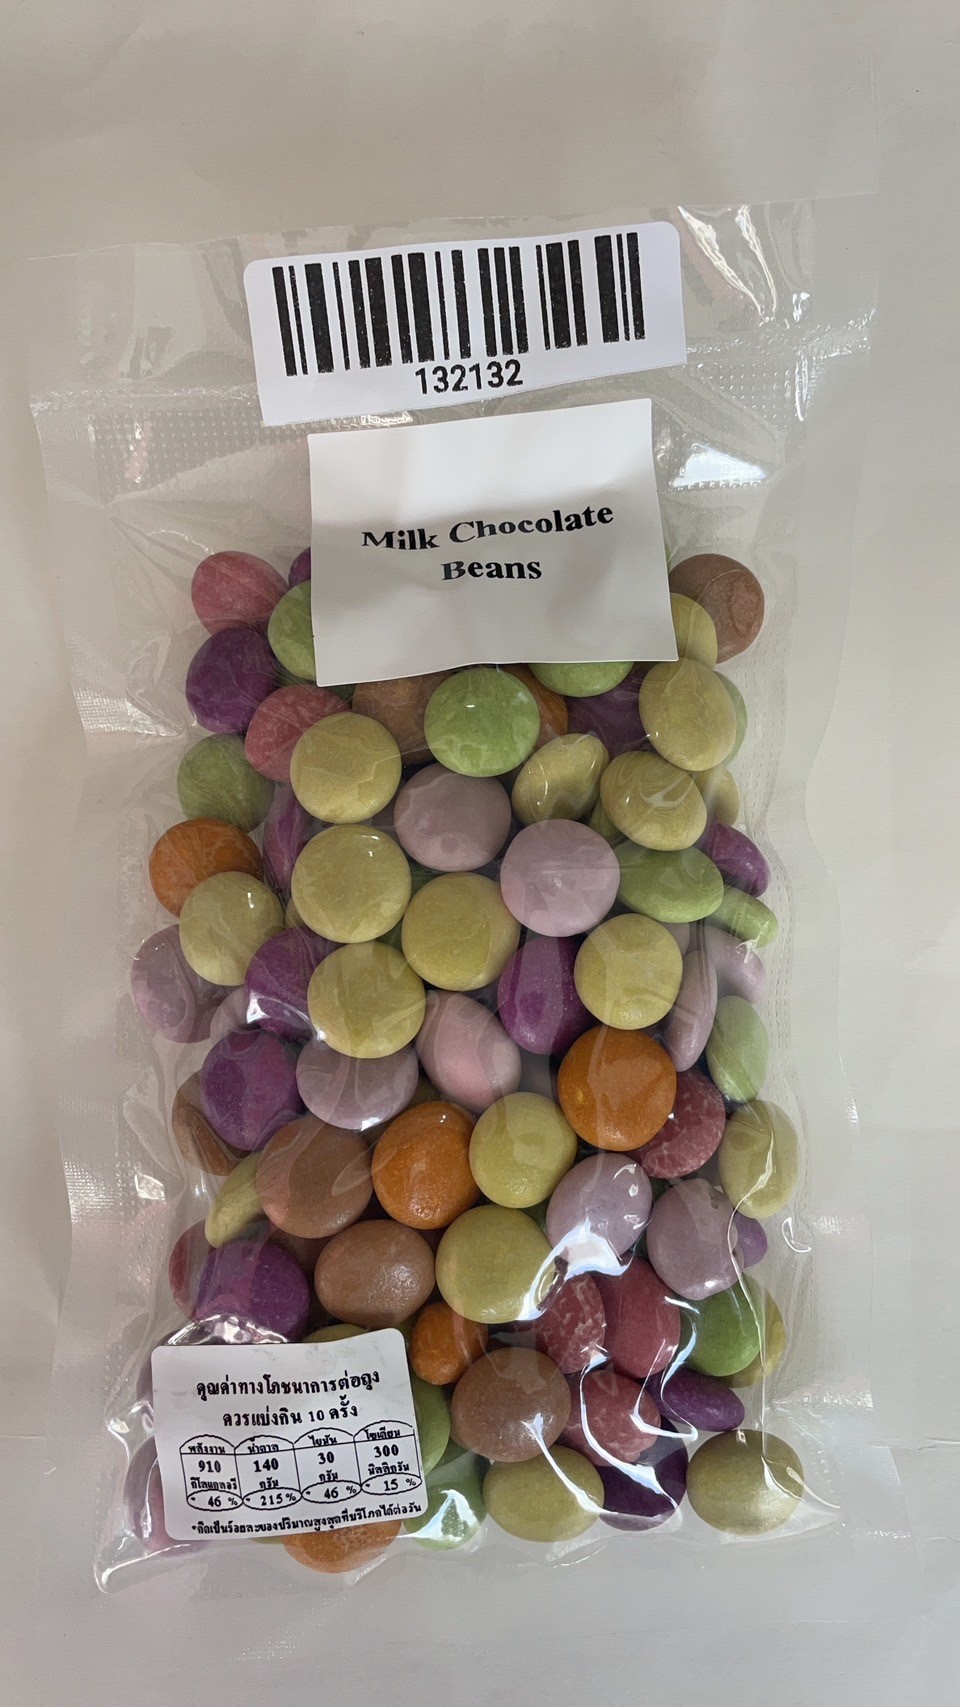 132132
Milk Chocolate
Beans
คุณค่าทางโภชนาการต่อถุง
ควรแบ่งกิน 10 ครั้ง
พลังงาน น้ำตาล ไขมัน โซเดียม
910 140 30 300
กิโลแคลอรี กรัม กรัม มิลลิกรัม
* 46 % * 215 % * 46 % * 15 %
*คิดเป็นร้อยละของปริมาณสูงสุดที่บริโภคได้ต่อวัน